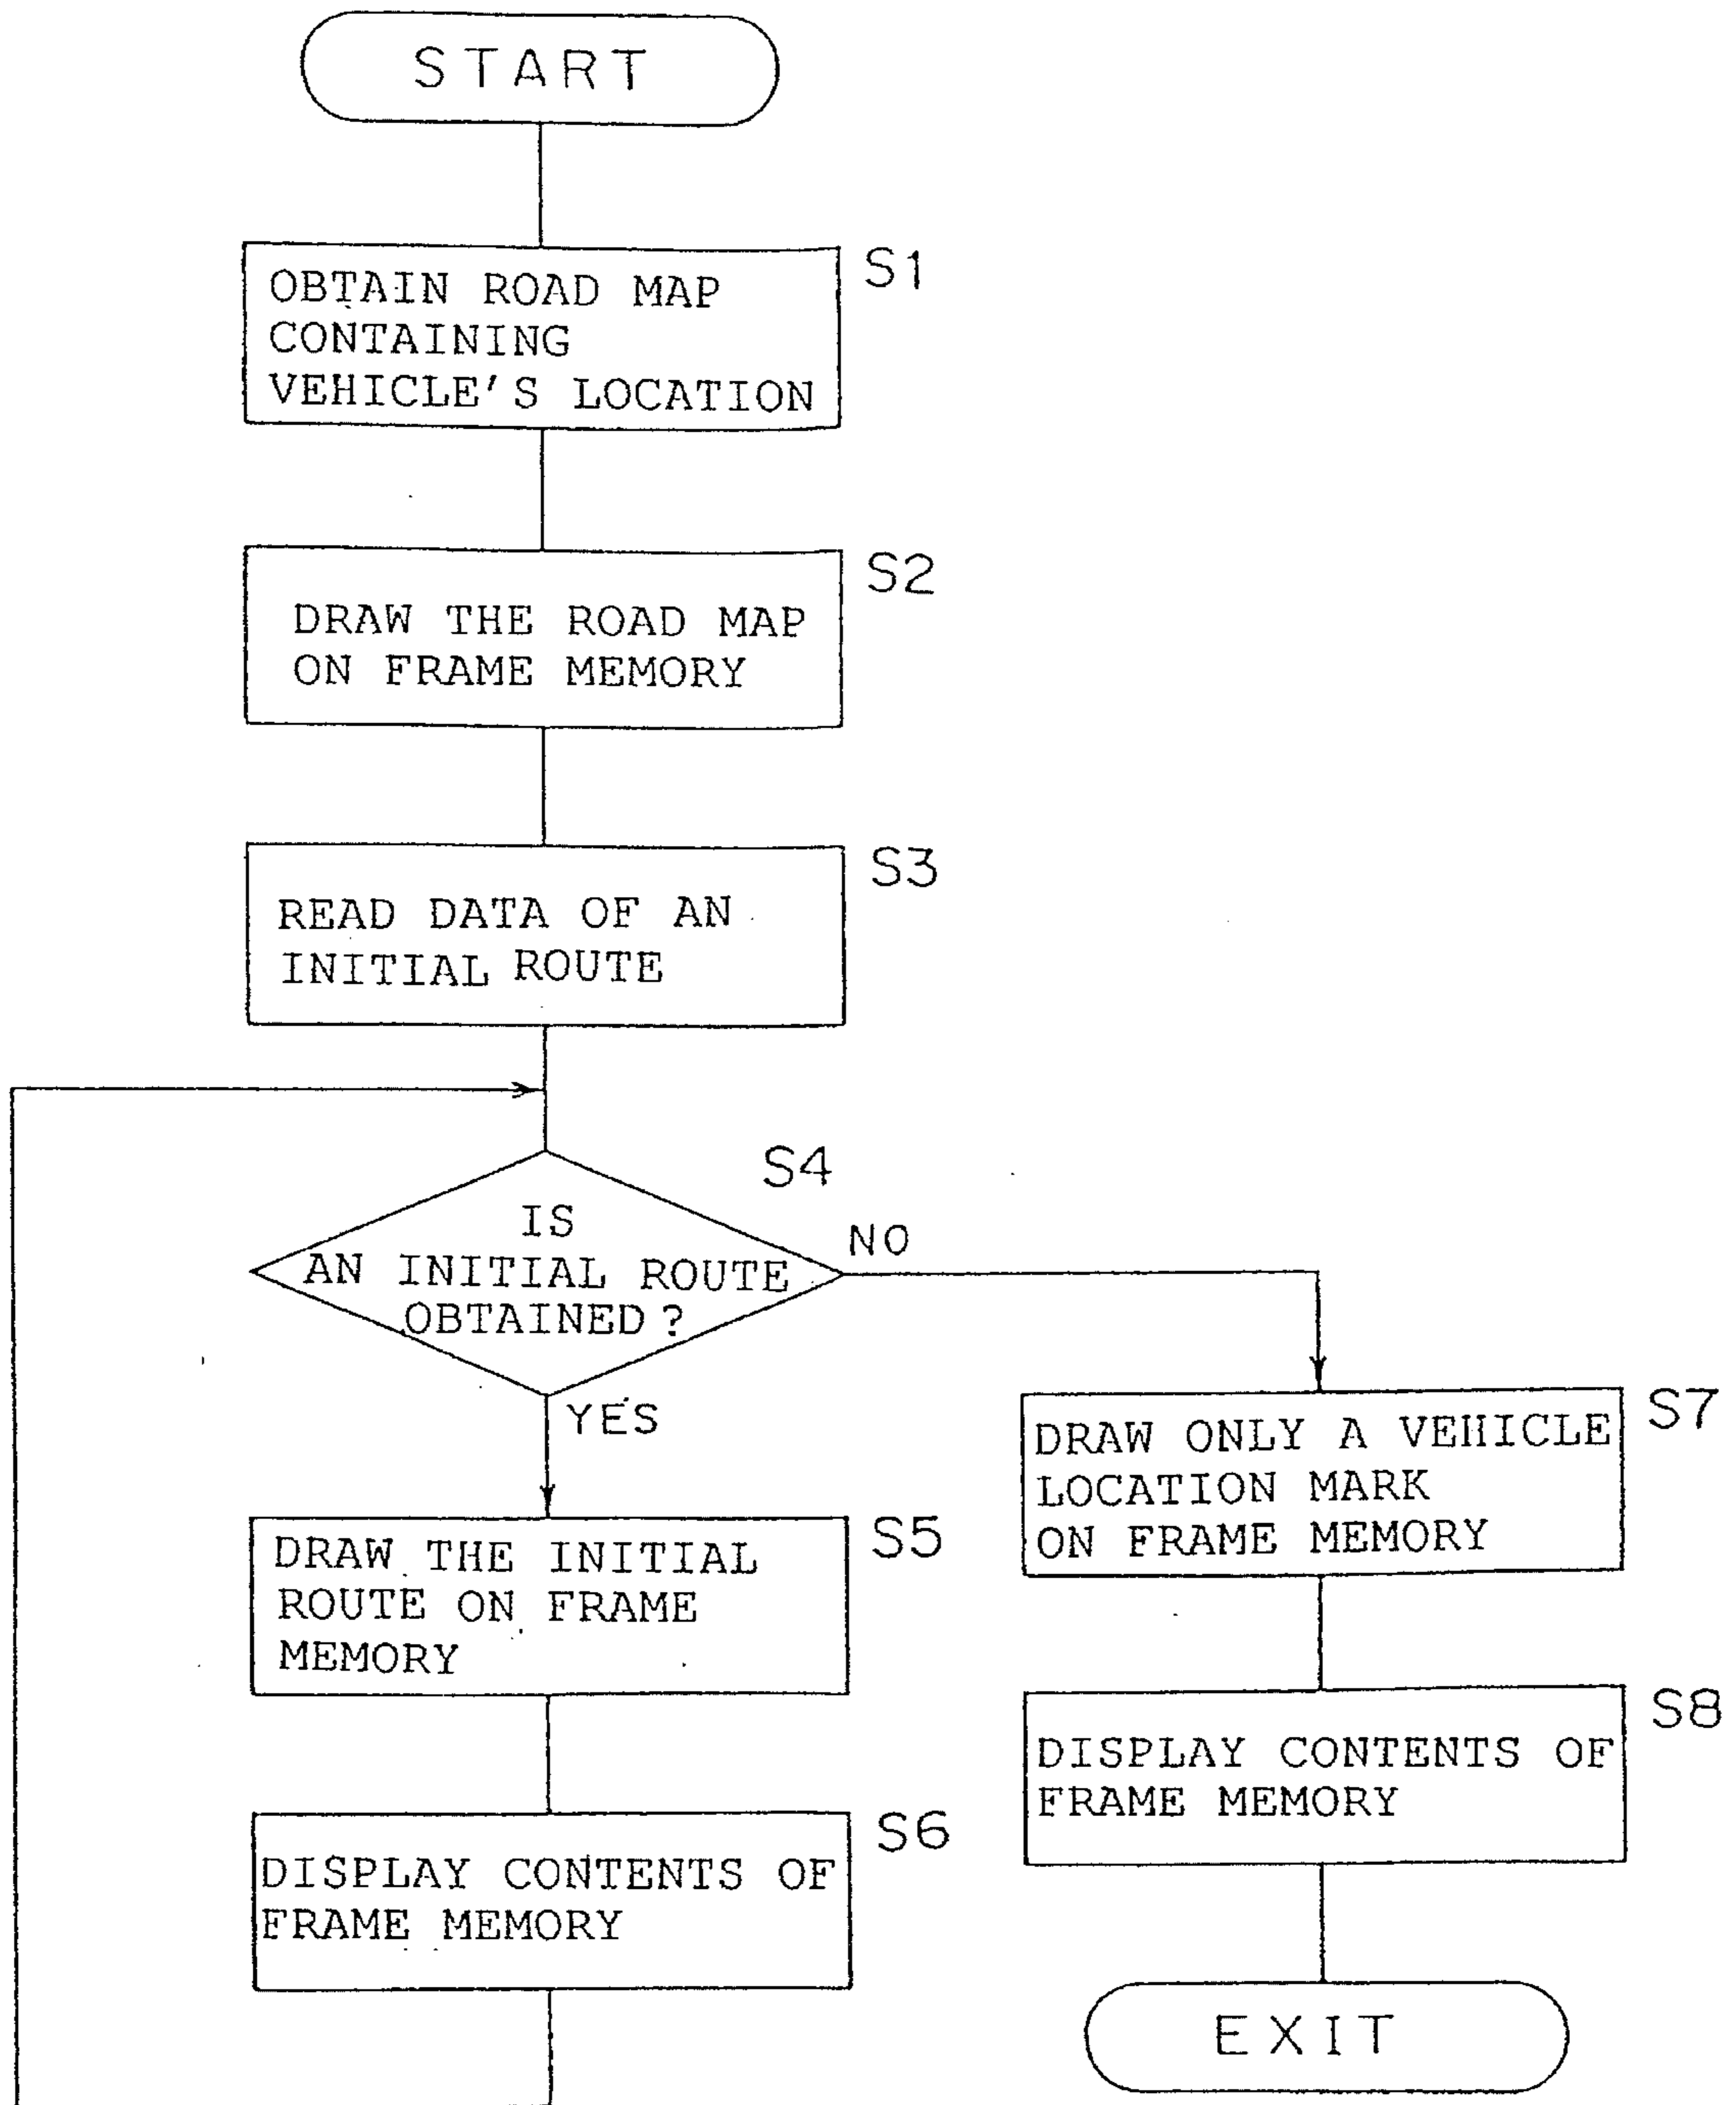 START
S1
OBTAIN ROAD MAP
CONTAINING
VEHICLE'S LOCATION
S2
DRAW THE ROAD MAP
ON FRAME MEMORY
S3
READ DATA OF AN
INITIAL ROUTE
S4
IS
AN INITIAL ROUTE
OBTAINED?
NO
YES
S5
DRAW THE INITIAL
ROUTE ON FRAME
MEMORY
S6
DISPLAY CONTENTS OF
FRAME MEMORY
S7
DRAW ONLY A VEHICLE
LOCATION MARK
ON FRAME MEMORY
S8
DISPLAY CONTENTS OF
FRAME MEMORY
EXIT